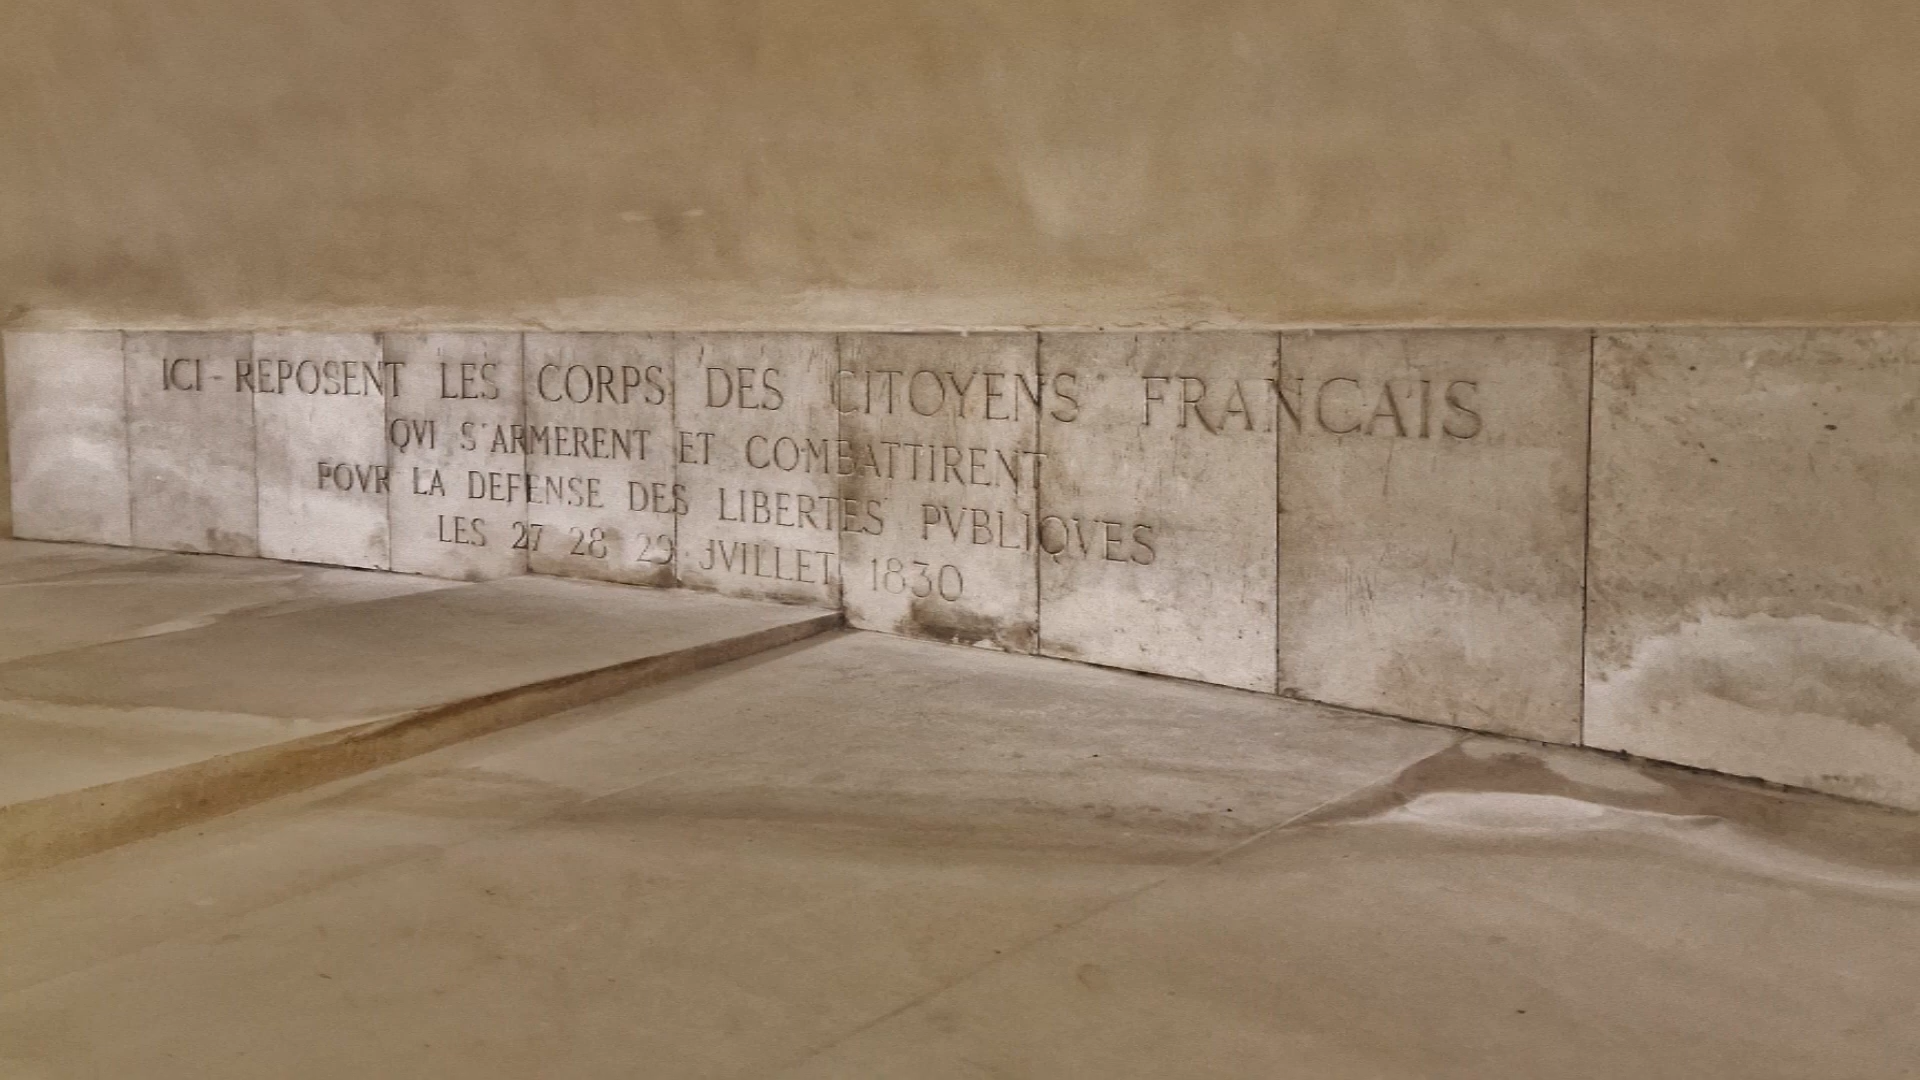 ICI - REPOSENT LES CORPS DES CITOYENS FRANCAIS
QVI S'ARMERENT ET COMBATTIRENT
POVR LA DEFENSE DES LIBERTES PVBLIQVES
LES 27 28 29 JVILLET 1830